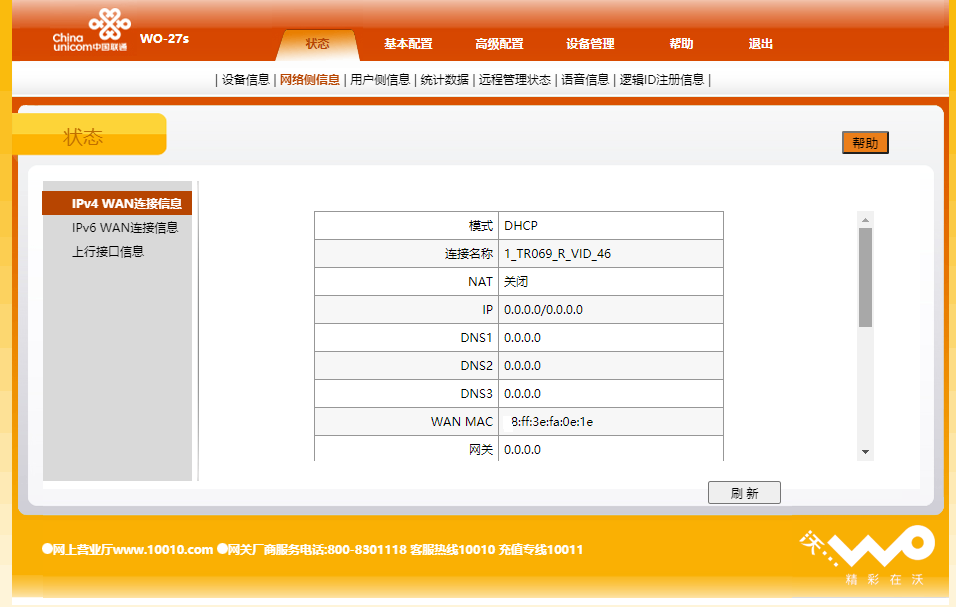 China
unicom中国联通
WO-27s
状态 基本配置 高级配置 设备管理 帮助 退出
| 设备信息 | 网络侧信息 | 用户侧信息 | 统计数据 | 远程管理状态 | 语音信息 | 逻辑ID注册信息 |
状态
帮助
IPv4 WAN连接信息
IPv6 WAN连接信息
上行接口信息
模式 DHCP
连接名称 1_TR069_R_VID_46
NAT 关闭
IP 0.0.0.0/0.0.0.0
DNS1 0.0.0.0
DNS2 0.0.0.0
DNS3 0.0.0.0
WAN MAC 8:ff:3e:fa:0e:1e
网关 0.0.0.0
刷 新
●网上营业厅www.10010.com ●网关厂商服务电话:800-8301118 客服热线10010 充值专线10011
沃...WO
精彩在沃